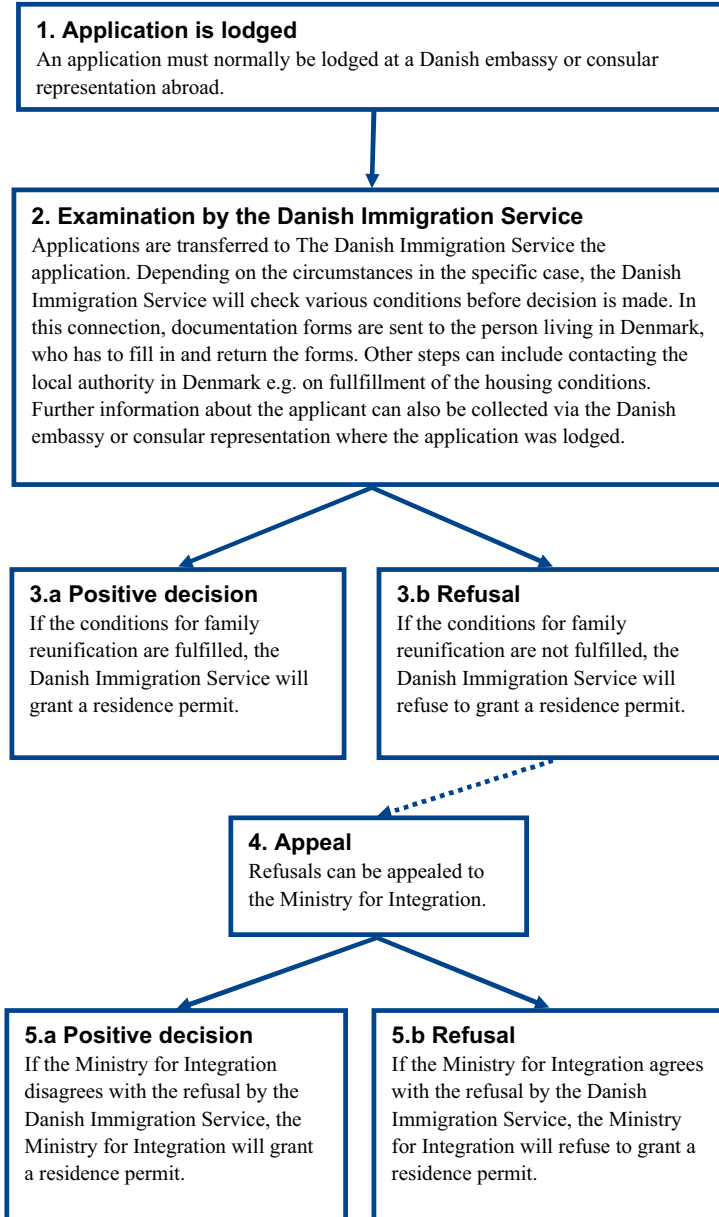 1. Application is lodged
An application must normally be lodged at a Danish embassy or consular
representation abroad.
2. Examination by the Danish Immigration Service
Applications are transferred to The Danish Immigration Service the
application. Depending on the circumstances in the specific case, the Danish
Immigration Service will check various conditions before decision is made. In
this connection, documentation forms are sent to the person living in Denmark,
who has to fill in and return the forms. Other steps can include contacting the
local authority in Denmark e.g. on fullfillment of the housing conditions.
Further information about the applicant can also be collected via the Danish
embassy or consular representation where the application was lodged.
3.a Positive decision
If the conditions for family
reunification are fulfilled, the
Danish Immigration Service will
grant a residence permit.
3.b Refusal
If the conditions for family
reunification are not fulfilled, the
Danish Immigration Service will
refuse to grant a residence permit.
4. Appeal
Refusals can be appealed to
the Ministry for Integration.
5.a Positive decision
If the Ministry for Integration
disagrees with the refusal by the
Danish Immigration Service, the
Ministry for Integration will grant
a residence permit.
5.b Refusal
If the Ministry for Integration agrees
with the refusal by the Danish
Immigration Service, the Ministry
for Integration will refuse to grant a
residence permit.